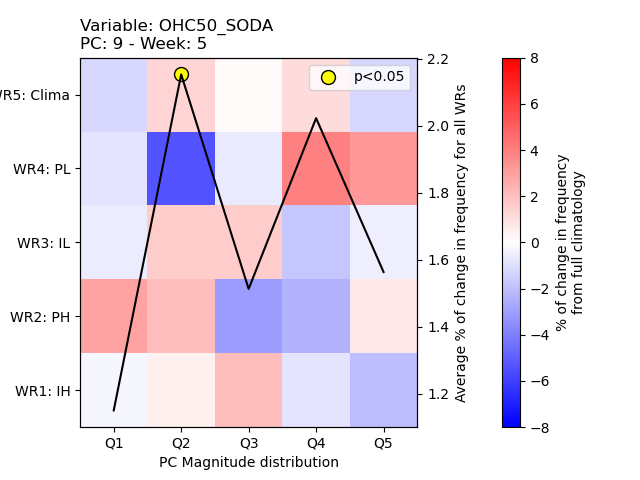 Variable: OHC50_SODA
PC: 9 - Week: 5
p<0.05
WR5: Clima
WR4: PL
WR3: IL
WR2: PH
WR1: IH
Q1 Q2 Q3 Q4 Q5
PC Magnitude distribution
2.2
2.0
1.8
1.6
1.4
1.2
Average % of change in frequency for all WRs
8
6
4
2
0
−2
−4
−6
−8
% of change in frequency
from full climatology